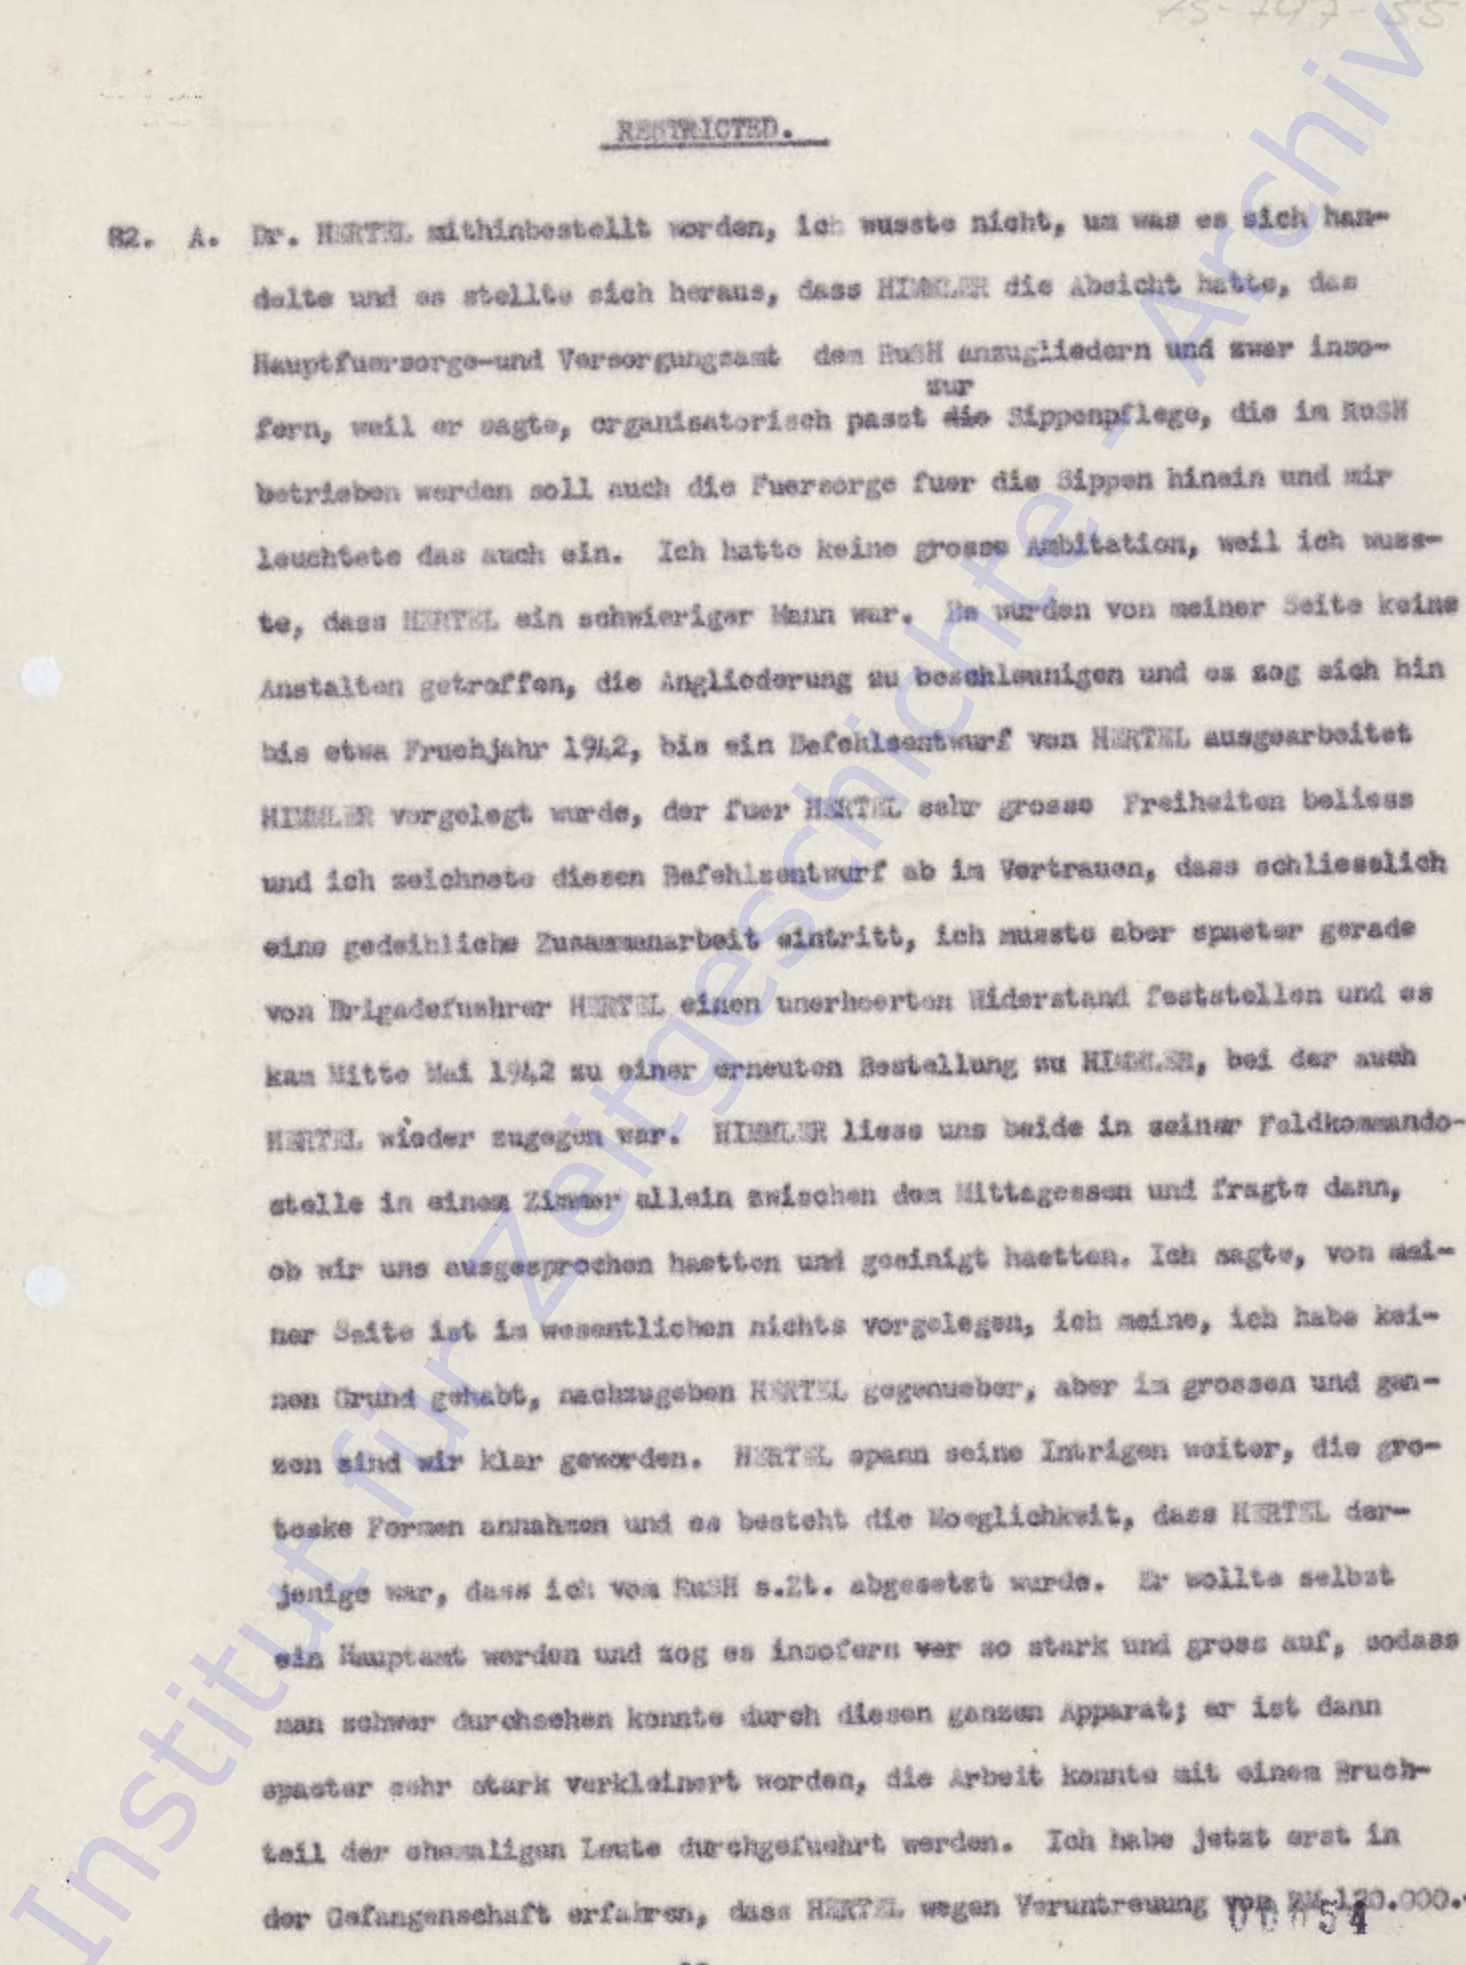 RESTRICTED.
82. A. Dr. HERTEL mithinbestellt worden, ich wusste nicht, um was es sich han-
delte und es stellte sich heraus, dass HIMMLER die Absicht hatte, das
Hauptfuersorge-und Versorgungsamt dem RuSH anzugliedern und zwar inso-
zur
fern, weil er sagte, organisatorisch passt die Sippenpflege, die im RuSH
betrieben werden soll auch die Fuersorge fuer die Sippen hinein und mir
leuchtete das auch ein. Ich hatte keine grosse Ambitation, weil ich wuss-
te, dass HERTEL ein schwieriger Mann war. Es wurden von meiner Seite keine
Anstalten getroffen, die Angliederung zu beschleunigen und es zog sich hin
bis etwa Fruehjahr 1942, bis ein Befehlsentwurf von HERTEL ausgearbeitet
HIMMLER vorgelegt wurde, der fuer HERTEL sehr grosse Freiheiten beliess
und ich zeichnete diesen Befehlsentwurf ab im Vertrauen, dass schliesslich
eine gedeihliche Zusammenarbeit eintritt, ich musste aber spaeter gerade
von Brigadefuehrer HERTEL einen unerhoerten Widerstand feststellen und es
kam Mitte Mai 1942 zu einer erneuten Bestellung zu HIMMLER, bei der auch
HERTEL wieder zugegen war. HIMMLER liess uns beide in seiner Feldkommando-
stelle in einem Zimmer allein zwischen dem Mittagessen und fragte dann,
ob wir uns ausgesprochen haetten und geeinigt haetten. Ich sagte, von mei-
ner Seite ist im wesentlichen nichts vorgelegen, ich meine, ich habe kei-
nen Grund gehabt, nachzugeben HERTEL gegenueber, aber im grossen und gan-
zen sind wir klar geworden. HERTEL spann seine Intrigen weiter, die gro-
teske Formen annahmen und es besteht die Moeglichkeit, dass HERTEL der-
jenige war, dass ich vom RuSH s.Zt. abgesetzt wurde. Er wollte selbst
ein Hauptamt werden und zog es insofern ver so stark und gross auf, sodass
man schwer durchsehen konnte durch diesen ganzen Apparat; er ist dann
spaeter sehr stark verkleinert worden, die Arbeit konnte mit einem Bruch-
teil der ehemaligen Leute durchgefuehrt werden. Ich habe jetzt erst in
der Gefangenschaft erfahren, dass HERTEL wegen Veruntreuung von RM 120.000.-
00054
Institut für Zeitgeschichte - Archiv